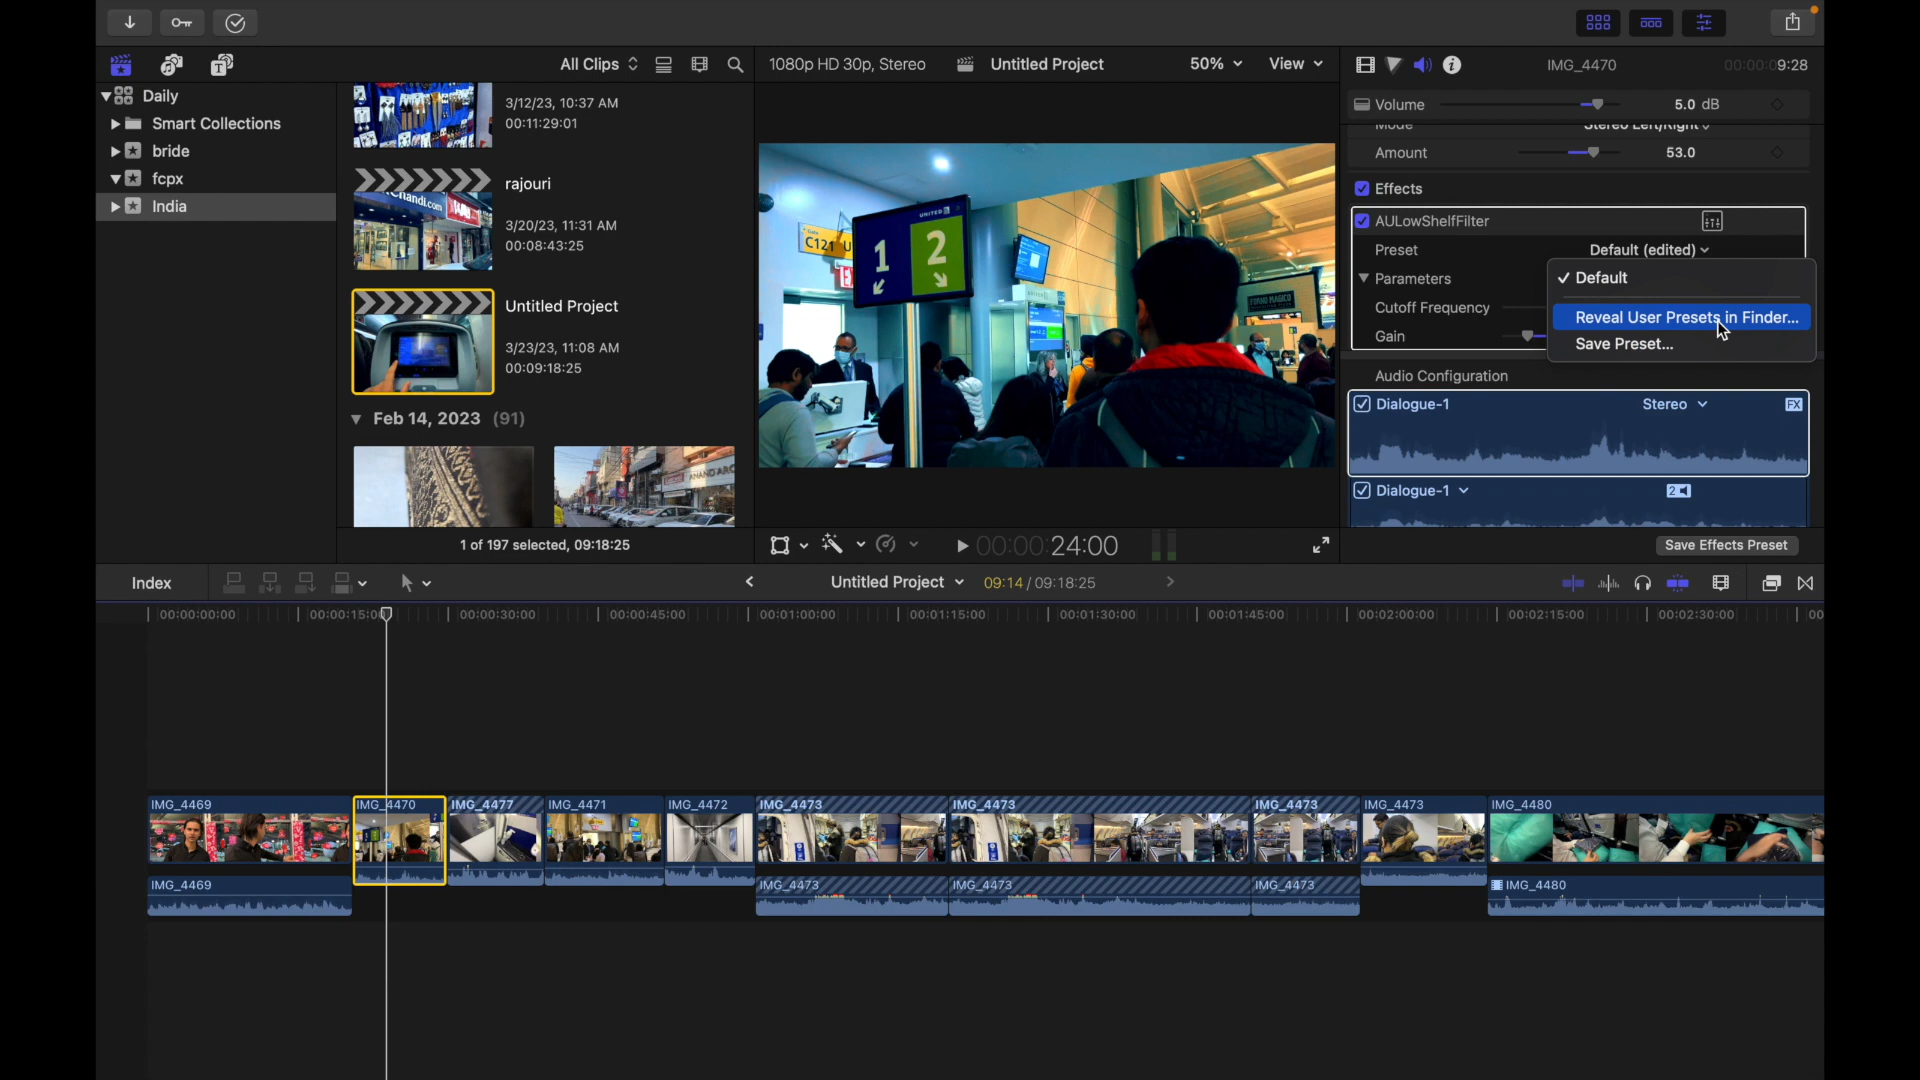 All Clips
1080p HD 30p, Stereo
Untitled Project
50%
View
IMG_4470
00:00:09:28
Daily
Smart Collections
bride
fcpx
India
3/12/23, 10:37 AM
00:11:29:01
rajouri
3/20/23, 11:31 AM
00:08:43:25
Untitled Project
3/23/23, 11:08 AM
00:09:18:25
Feb 14, 2023 (91)
1 of 197 selected, 09:18:25
Chandi.com
UNITED
1 2
Gate
C121
Volume 5.0 dB
Mode Stereo Left/Right
Amount 53.0
Effects
AULowShelfFilter
Preset Default (edited)
Parameters
Default
Cutoff Frequency
Reveal User Presets in Finder...
Gain
Save Preset...
Audio Configuration
Dialogue-1 Stereo FX
Dialogue-1 2
Save Effects Preset
00:00:00:24:00
Index
Untitled Project
09:14 / 09:18:25
00:00:00:00 00:00:15:00 00:00:30:00 00:00:45:00 00:01:00:00 00:01:15:00 00:01:30:00 00:01:45:00 00:02:00:00 00:02:15:00 00:02:30:00 00
IMG_4469 IMG_4470 IMG_4477 IMG_4471 IMG_4472 IMG_4473 IMG_4473 IMG_4473 IMG_4473 IMG_4480
IMG_4469 IMG_4473 IMG_4473 IMG_4473 IMG_4480